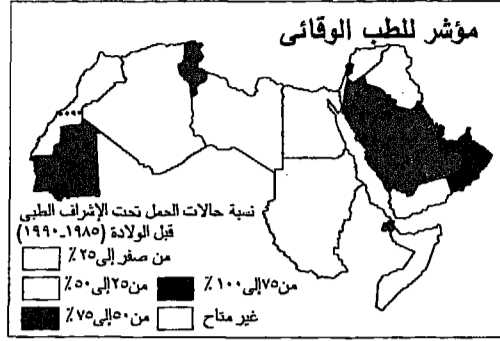 مؤشر للطب الوقائى
نسبة حالات الحمل تحت الإشراف الطبى
قبل الولادة (١٩٨٥-١٩٩٠)
من صفر إلى ٢٥ ٪
من ٢٥ إلى ٥٠ ٪
من ٧٥ إلى ١٠٠ ٪
من ٥٠ إلى ٧٥ ٪
غير متاح